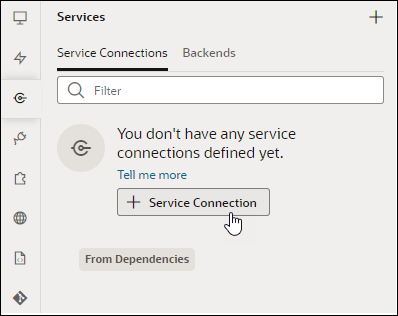 Services
Service Connections Backends
Filter
You don't have any service
connections defined yet.
Tell me more
Service Connection
From Dependencies